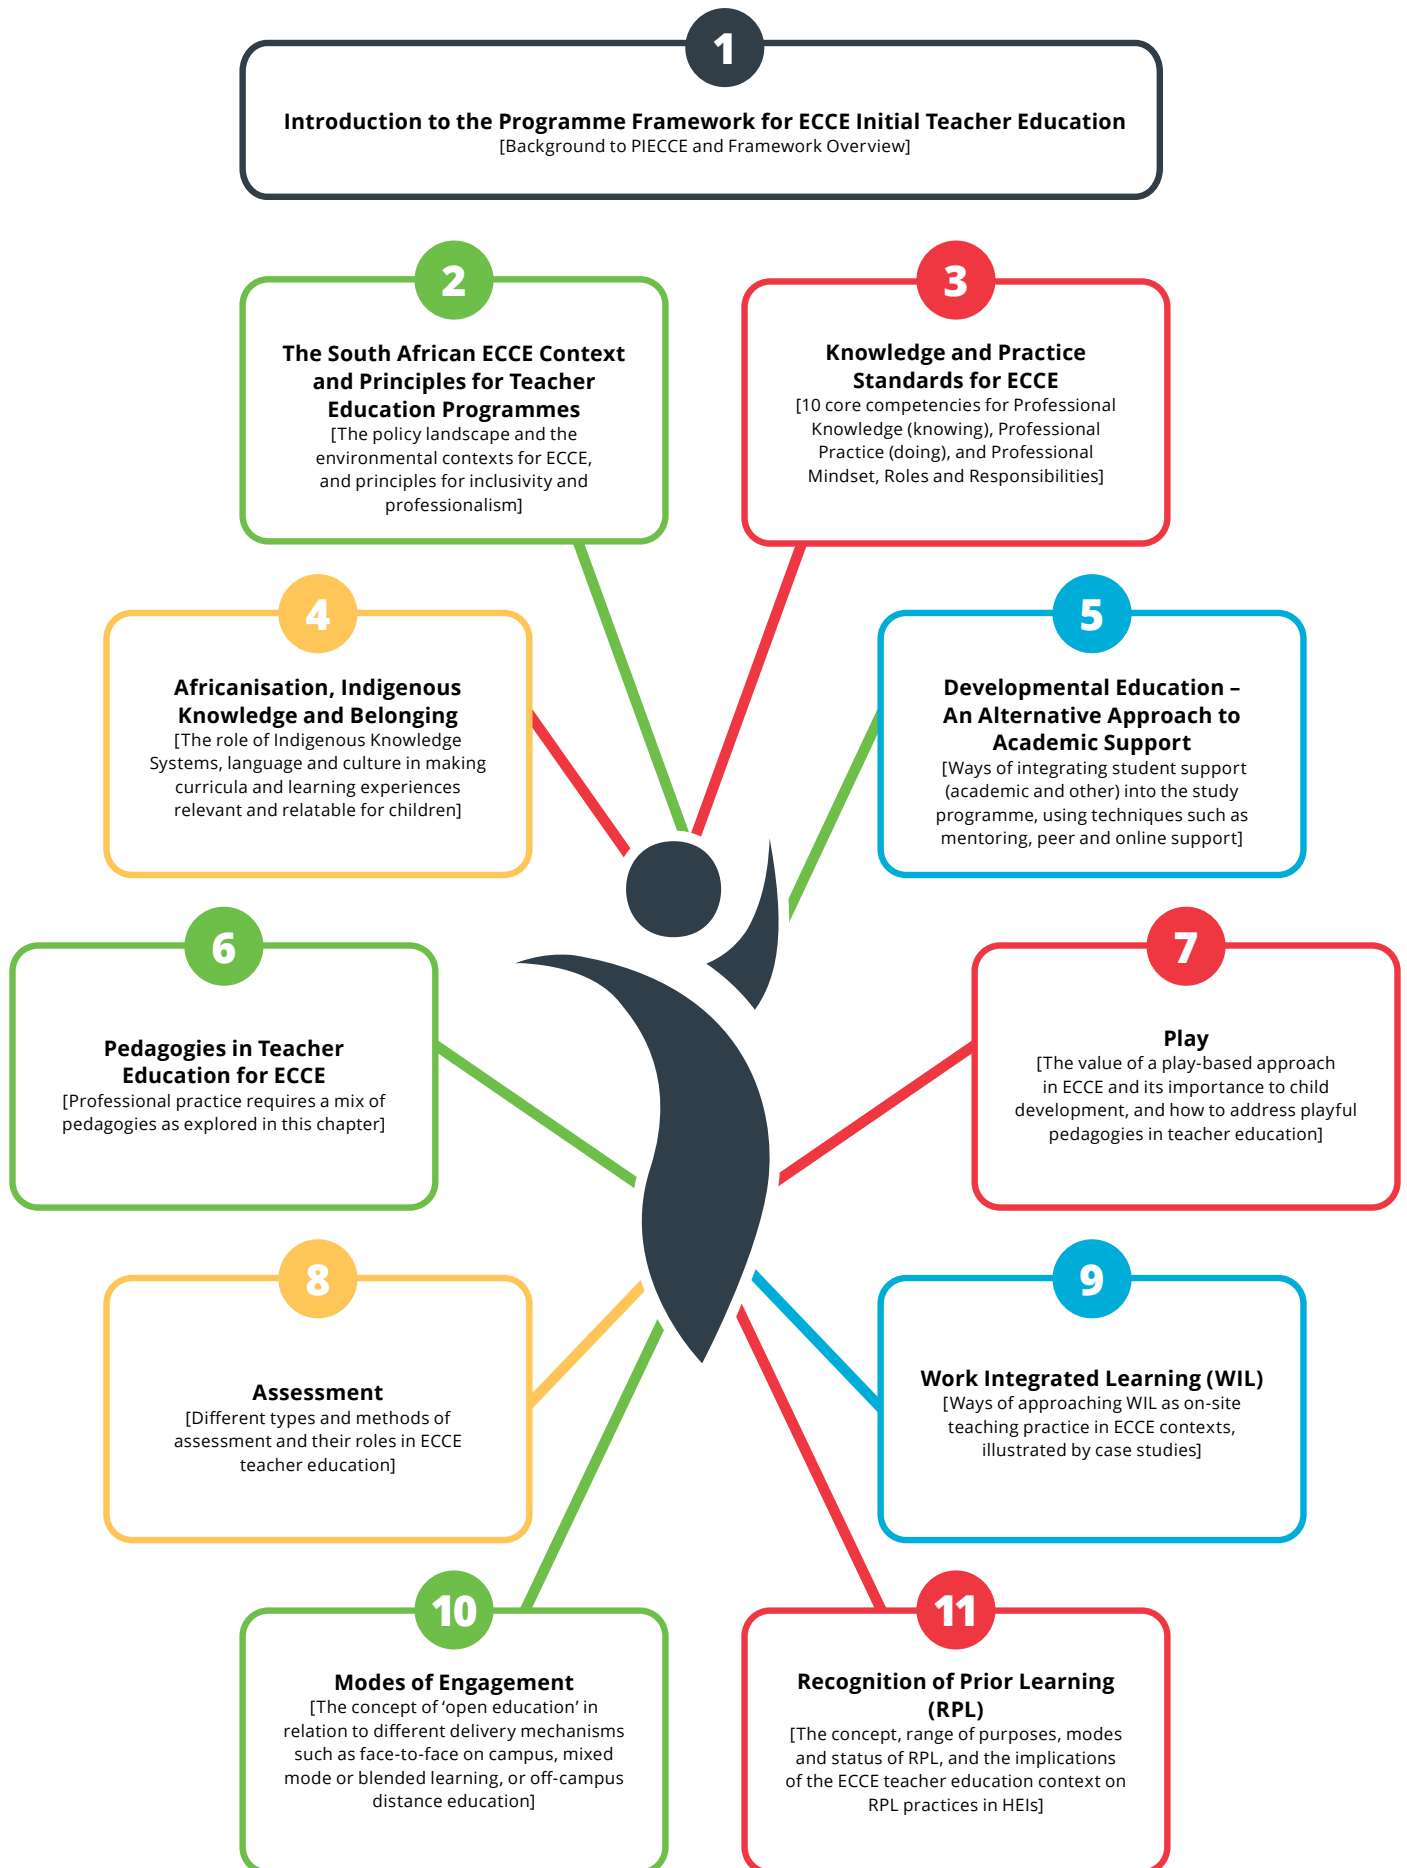 1
Introduction to the Programme Framework for ECCE Initial Teacher Education
[Background to PIECCE and Framework Overview]
2
The South African ECCE Context
and Principles for Teacher
Education Programmes
[The policy landscape and the
environmental contexts for ECCE,
and principles for inclusivity and
professionalism]
3
Knowledge and Practice
Standards for ECCE
[10 core competencies for Professional
Knowledge (knowing), Professional
Practice (doing), and Professional
Mindset, Roles and Responsibilities]
4
Africanisation, Indigenous
Knowledge and Belonging
[The role of Indigenous Knowledge
Systems, language and culture in making
curricula and learning experiences
relevant and relatable for children]
5
Developmental Education –
An Alternative Approach to
Academic Support
[Ways of integrating student support
(academic and other) into the study
programme, using techniques such as
mentoring, peer and online support]
6
Pedagogies in Teacher
Education for ECCE
[Professional practice requires a mix of
pedagogies as explored in this chapter]
7
Play
[The value of a play-based approach
in ECCE and its importance to child
development, and how to address playful
pedagogies in teacher education]
8
Assessment
[Different types and methods of
assessment and their roles in ECCE
teacher education]
9
Work Integrated Learning (WIL)
[Ways of approaching WIL as on-site
teaching practice in ECCE contexts,
illustrated by case studies]
10
Modes of Engagement
[The concept of ‘open education’ in
relation to different delivery mechanisms
such as face-to-face on campus, mixed
mode or blended learning, or off-campus
distance education]
11
Recognition of Prior Learning
(RPL)
[The concept, range of purposes, modes
and status of RPL, and the implications
of the ECCE teacher education context on
RPL practices in HEIs]